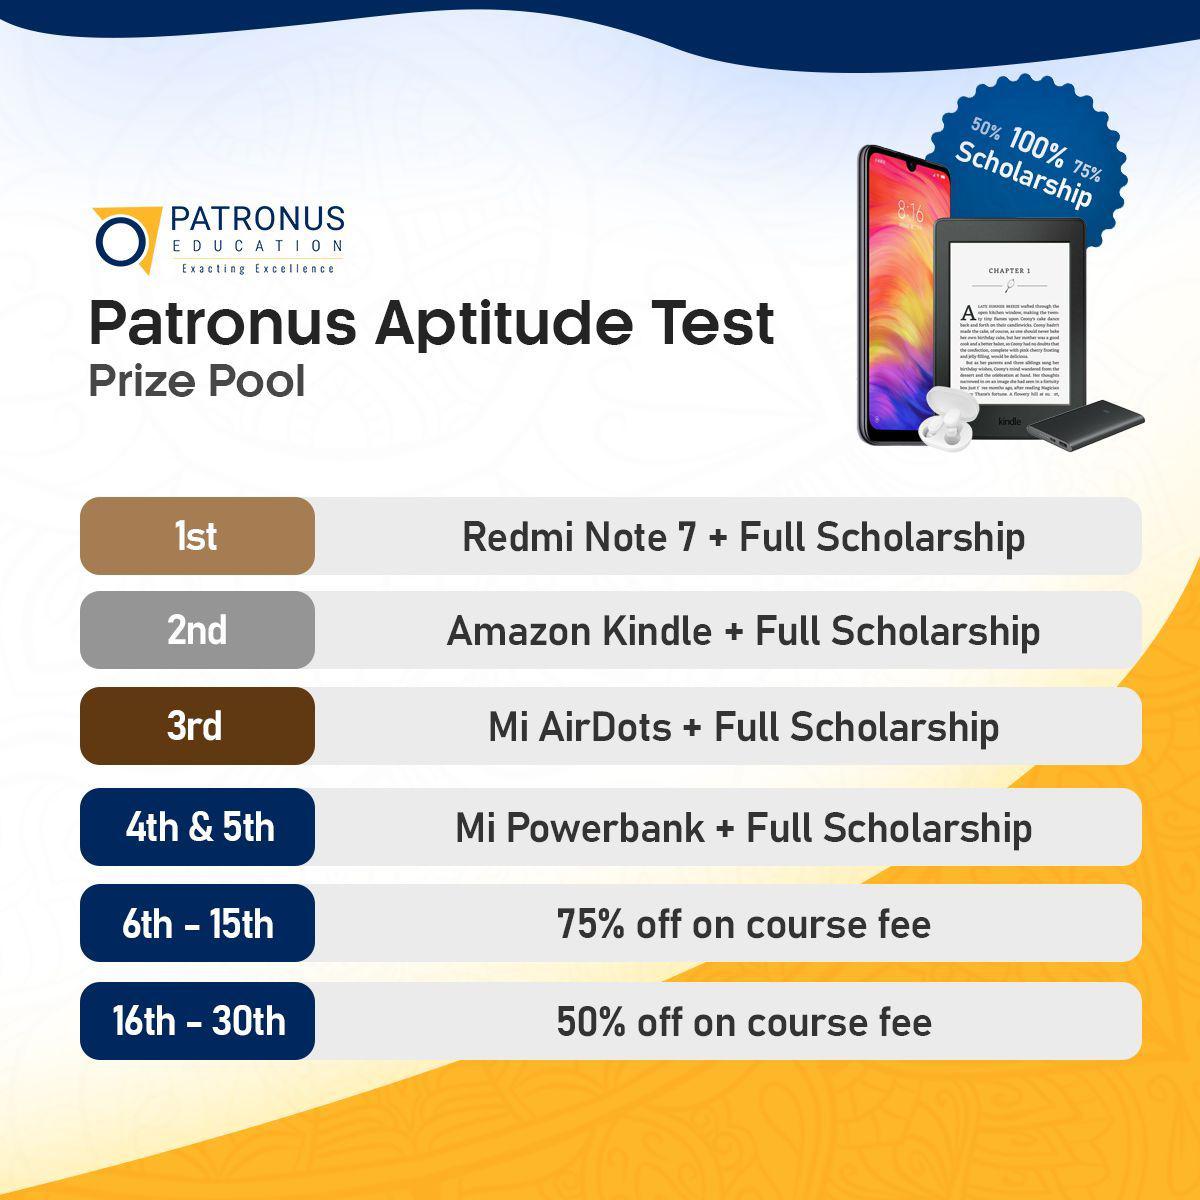 50% 100% 75%
Scholarship
PATRONUS
EDUCATION
Exacting Excellence
Patronus Aptitude Test
Prize Pool
8:16
CHAPTER 1
kindle
1st
Redmi Note 7 + Full Scholarship
2nd
Amazon Kindle + Full Scholarship
3rd
Mi AirDots + Full Scholarship
4th & 5th
Mi Powerbank + Full Scholarship
6th - 15th
75% off on course fee
16th - 30th
50% off on course fee